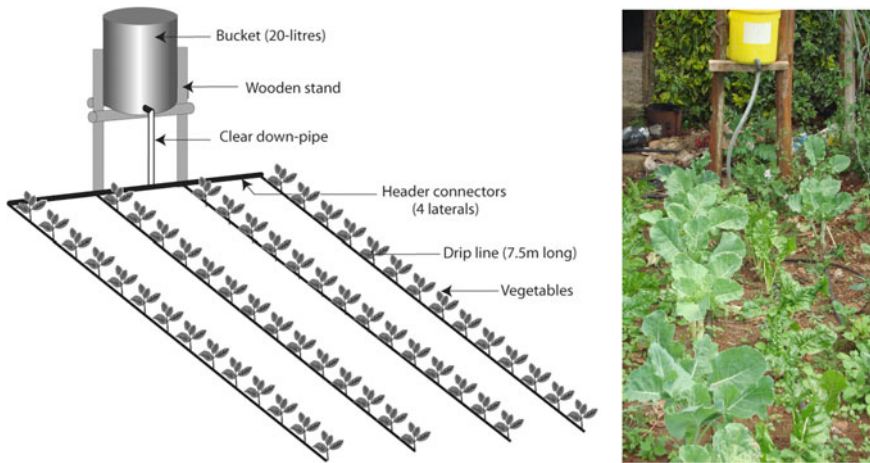 Bucket (20-litres)
Wooden stand
Clear down-pipe
Header connectors
(4 laterals)
Drip line (7.5m long)
Vegetables